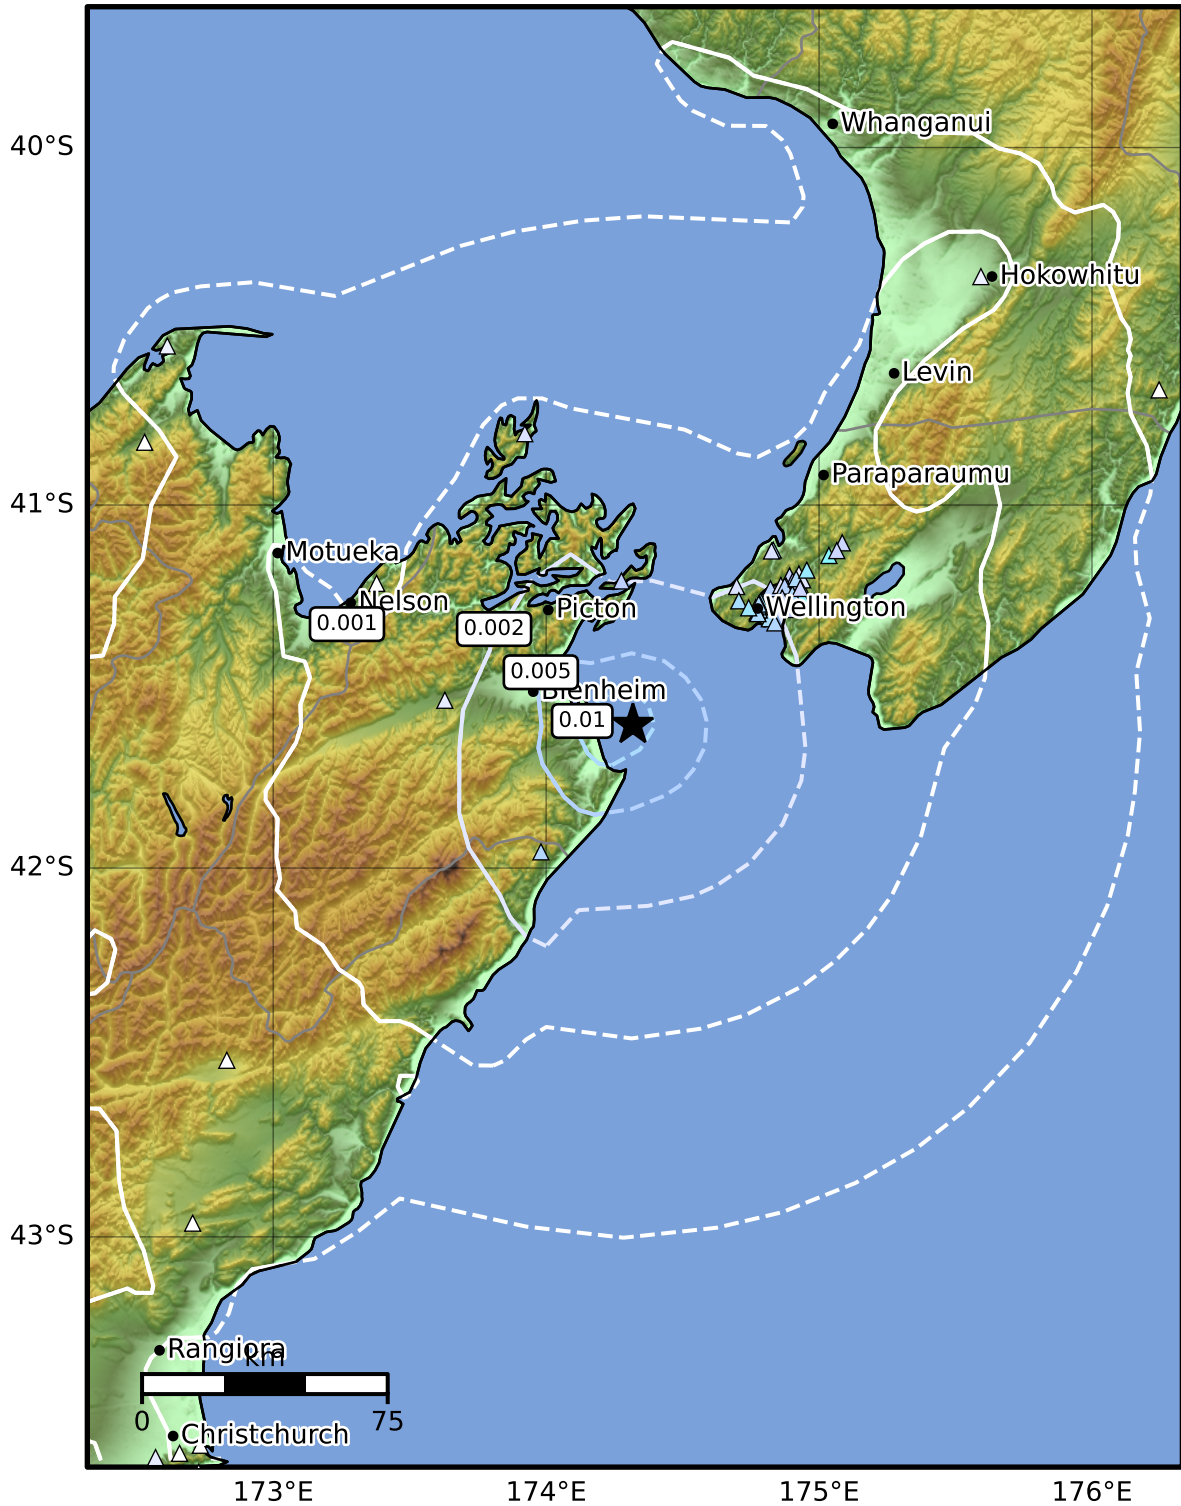 Whanganui
40°S
Hokowhitu
Levin
Paraparaumu
41°S
Motueka
Nelson
Picton
Wellington
0.001
0.002
0.005
Blenheim
0.01
42°S
43°S
Rangiora
km
0
75
Christchurch
173°E
174°E
175°E
176°E